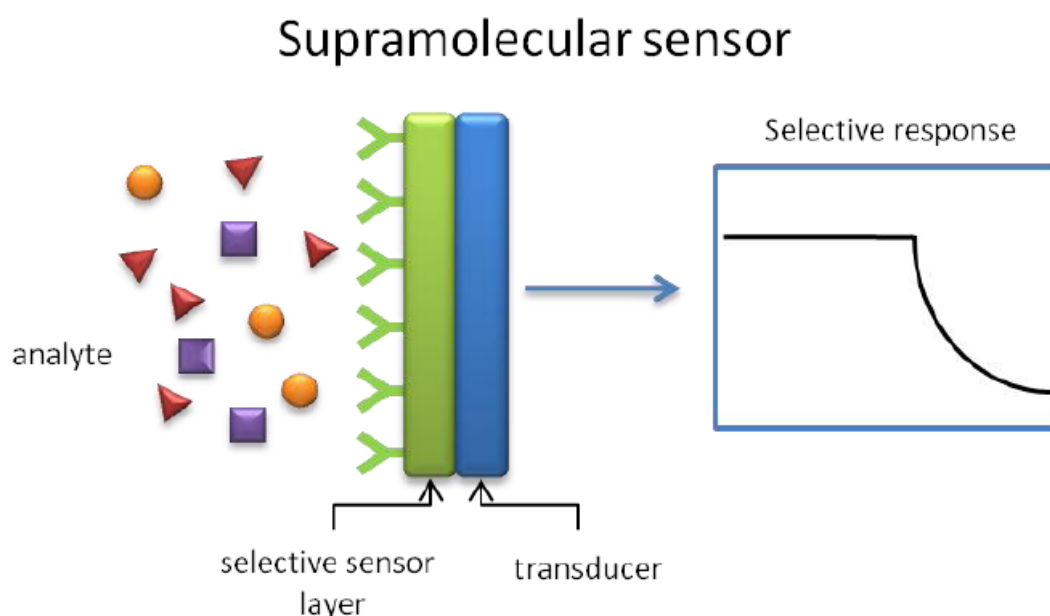 Supramolecular sensor
Selective response
analyte
selective sensor
layer
transducer